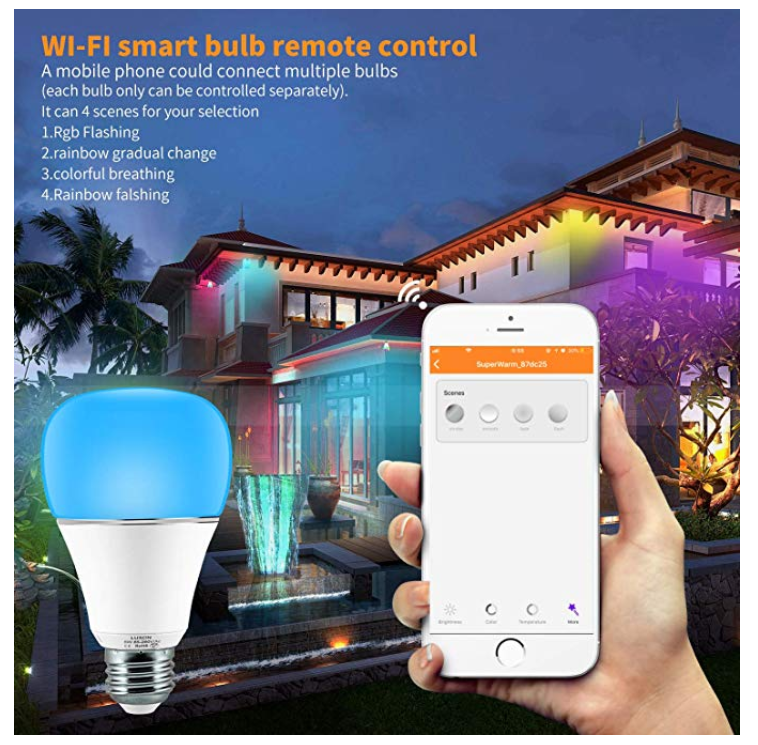 WI-FI smart bulb remote control
A mobile phone could connect multiple bulbs
(each bulb only can be controlled separately).
It can 4 scenes for your selection
1.Rgb Flashing
2.rainbow gradual change
3.colorful breathing
4.Rainbow falshing
SuperWarm_97dc25
Scenes
Brightness Color Temperature More